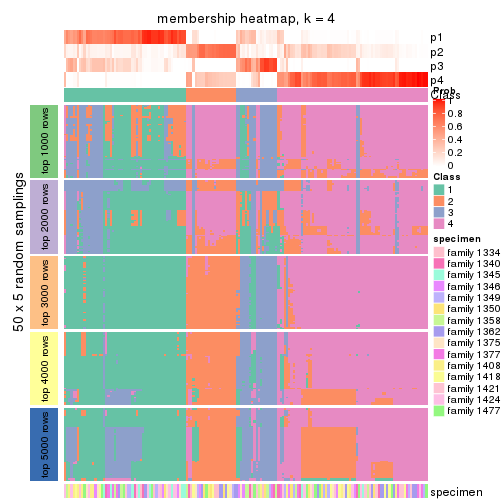 membership heatmap, k = 4
p1
p2
p3
p4
Class
Prob
1
0.8
0.6
0.4
0.2
0
Class
1
2
3
4
specimen
family 1334
family 1340
family 1345
family 1346
family 1349
family 1350
family 1358
family 1362
family 1375
family 1377
family 1408
family 1418
family 1421
family 1424
family 1477
50 x 5 random samplings
top 1000 rows
top 2000 rows
top 3000 rows
top 4000 rows
top 5000 rows
specimen